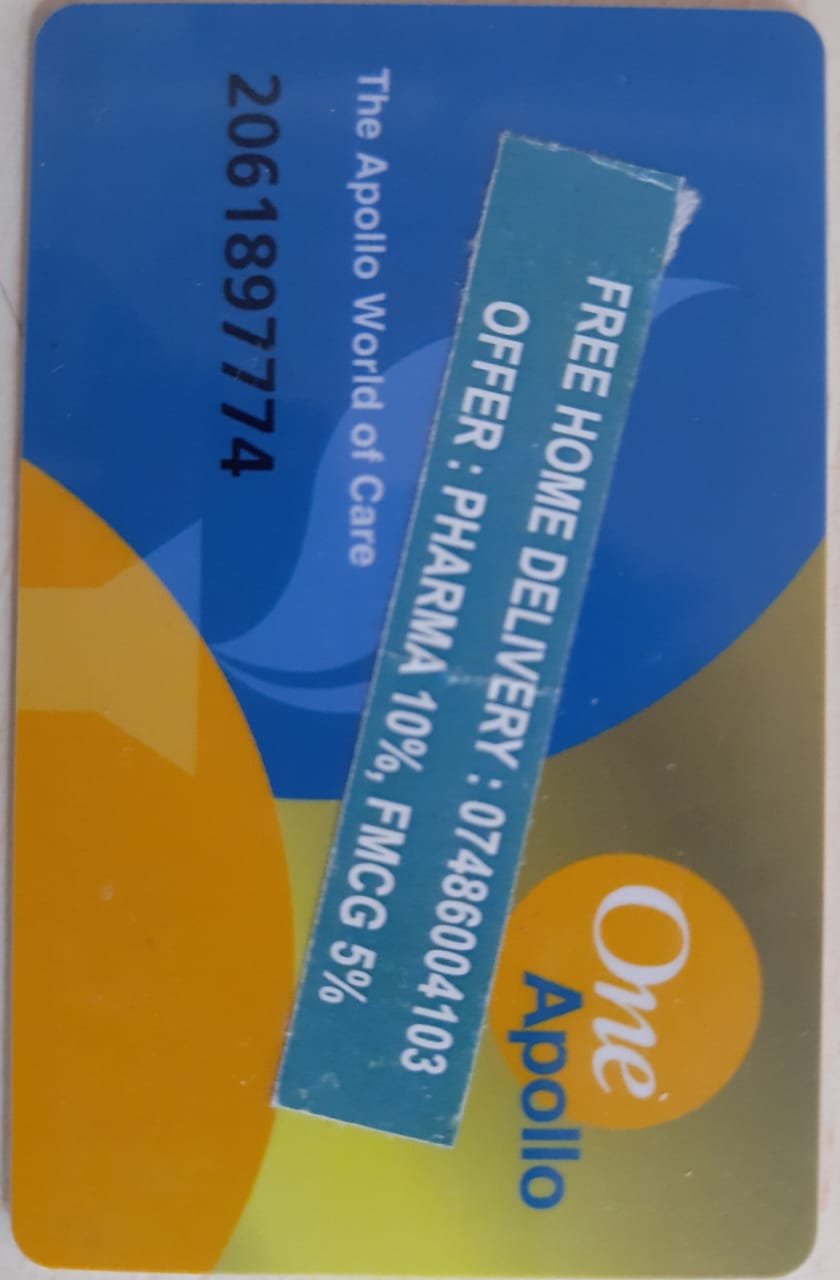 One
Apollo
FREE HOME DELIVERY : 07486004103
OFFER : PHARMA 10%, FMCG 5%
The Apollo World of Care
2061897774